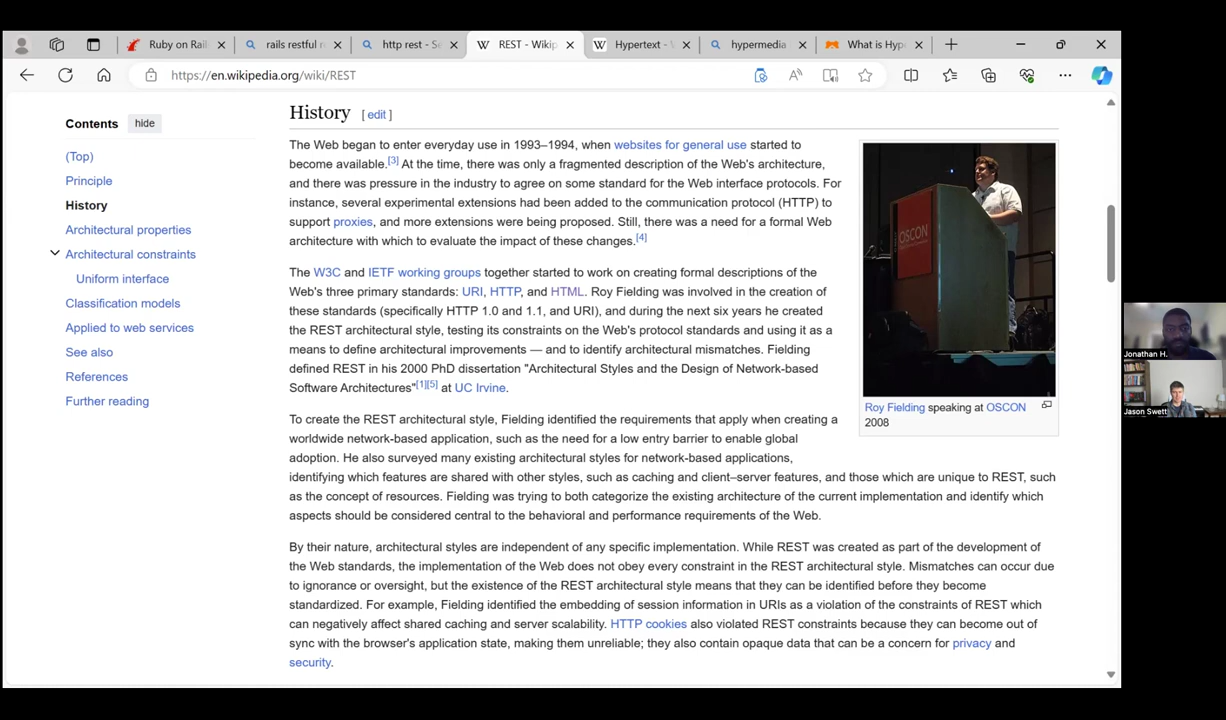 Ruby on Rail
rails restful r
http rest - Se
REST - Wikip
Hypertext - W
hypermedia
What is Hype
https://en.wikipedia.org/wiki/REST
Contents hide
(Top)
Principle
History
Architectural properties
Architectural constraints
Uniform interface
Classification models
Applied to web services
See also
References
Further reading
History [ edit ]
The Web began to enter everyday use in 1993–1994, when websites for general use started to
become available.[3] At the time, there was only a fragmented description of the Web's architecture,
and there was pressure in the industry to agree on some standard for the Web interface protocols. For
instance, several experimental extensions had been added to the communication protocol (HTTP) to
support proxies, and more extensions were being proposed. Still, there was a need for a formal Web
architecture with which to evaluate the impact of these changes.[4]
The W3C and IETF working groups together started to work on creating formal descriptions of the
Web's three primary standards: URI, HTTP, and HTML. Roy Fielding was involved in the creation of
these standards (specifically HTTP 1.0 and 1.1, and URI), and during the next six years he created
the REST architectural style, testing its constraints on the Web's protocol standards and using it as a
means to define architectural improvements — and to identify architectural mismatches. Fielding
defined REST in his 2000 PhD dissertation "Architectural Styles and the Design of Network-based
Software Architectures"[1][5] at UC Irvine.
To create the REST architectural style, Fielding identified the requirements that apply when creating a
worldwide network-based application, such as the need for a low entry barrier to enable global
adoption. He also surveyed many existing architectural styles for network-based applications,
identifying which features are shared with other styles, such as caching and client–server features, and those which are unique to REST, such
as the concept of resources. Fielding was trying to both categorize the existing architecture of the current implementation and identify which
aspects should be considered central to the behavioral and performance requirements of the Web.
By their nature, architectural styles are independent of any specific implementation. While REST was created as part of the development of
the Web standards, the implementation of the Web does not obey every constraint in the REST architectural style. Mismatches can occur due
to ignorance or oversight, but the existence of the REST architectural style means that they can be identified before they become
standardized. For example, Fielding identified the embedding of session information in URIs as a violation of the constraints of REST which
can negatively affect shared caching and server scalability. HTTP cookies also violated REST constraints because they can become out of
sync with the browser's application state, making them unreliable; they also contain opaque data that can be a concern for privacy and
security.
OSCON
Roy Fielding speaking at OSCON
2008
Jonathan H.
Jason Swett